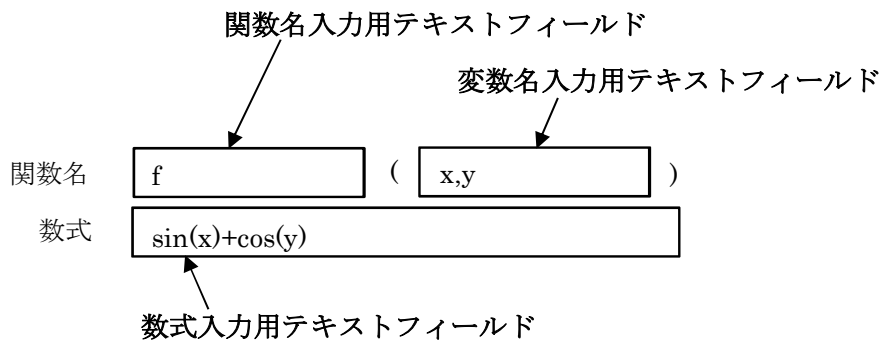 関数名入力用テキストフィールド
変数名入力用テキストフィールド
関数名 f ( x,y )
数式 sin(x)+cos(y)
数式入力用テキストフィールド